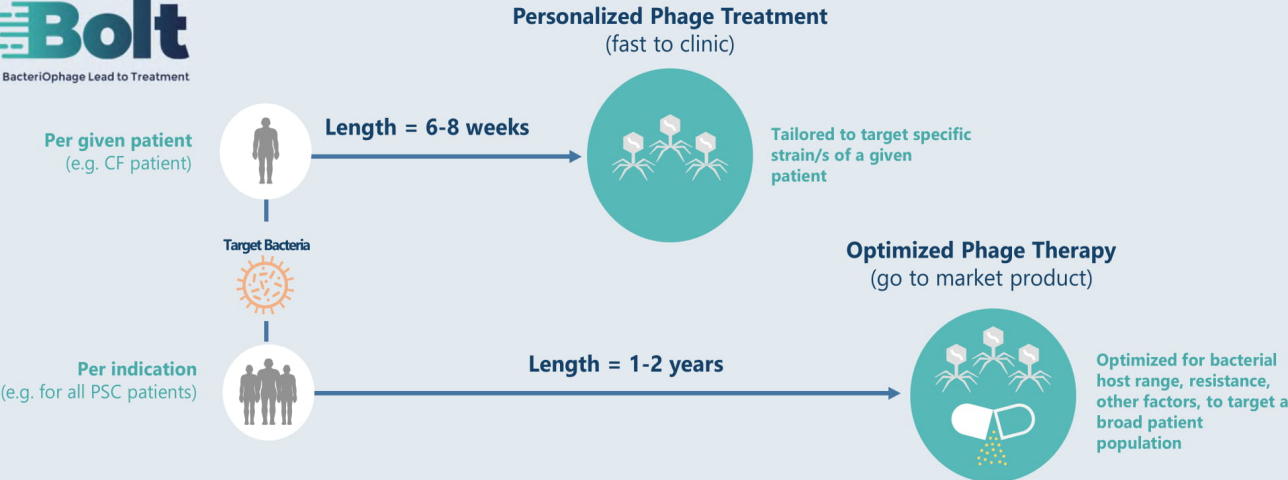 Bolt
BacteriOphage Lead to Treatment
Personalized Phage Treatment
(fast to clinic)
Per given patient
(e.g. CF patient)
Length = 6-8 weeks
Tailored to target specific
strain/s of a given
patient
Target Bacteria
Optimized Phage Therapy
(go to market product)
Per indication
(e.g. for all PSC patients)
Length = 1-2 years
Optimized for bacterial
host range, resistance,
other factors, to target a
broad patient
population